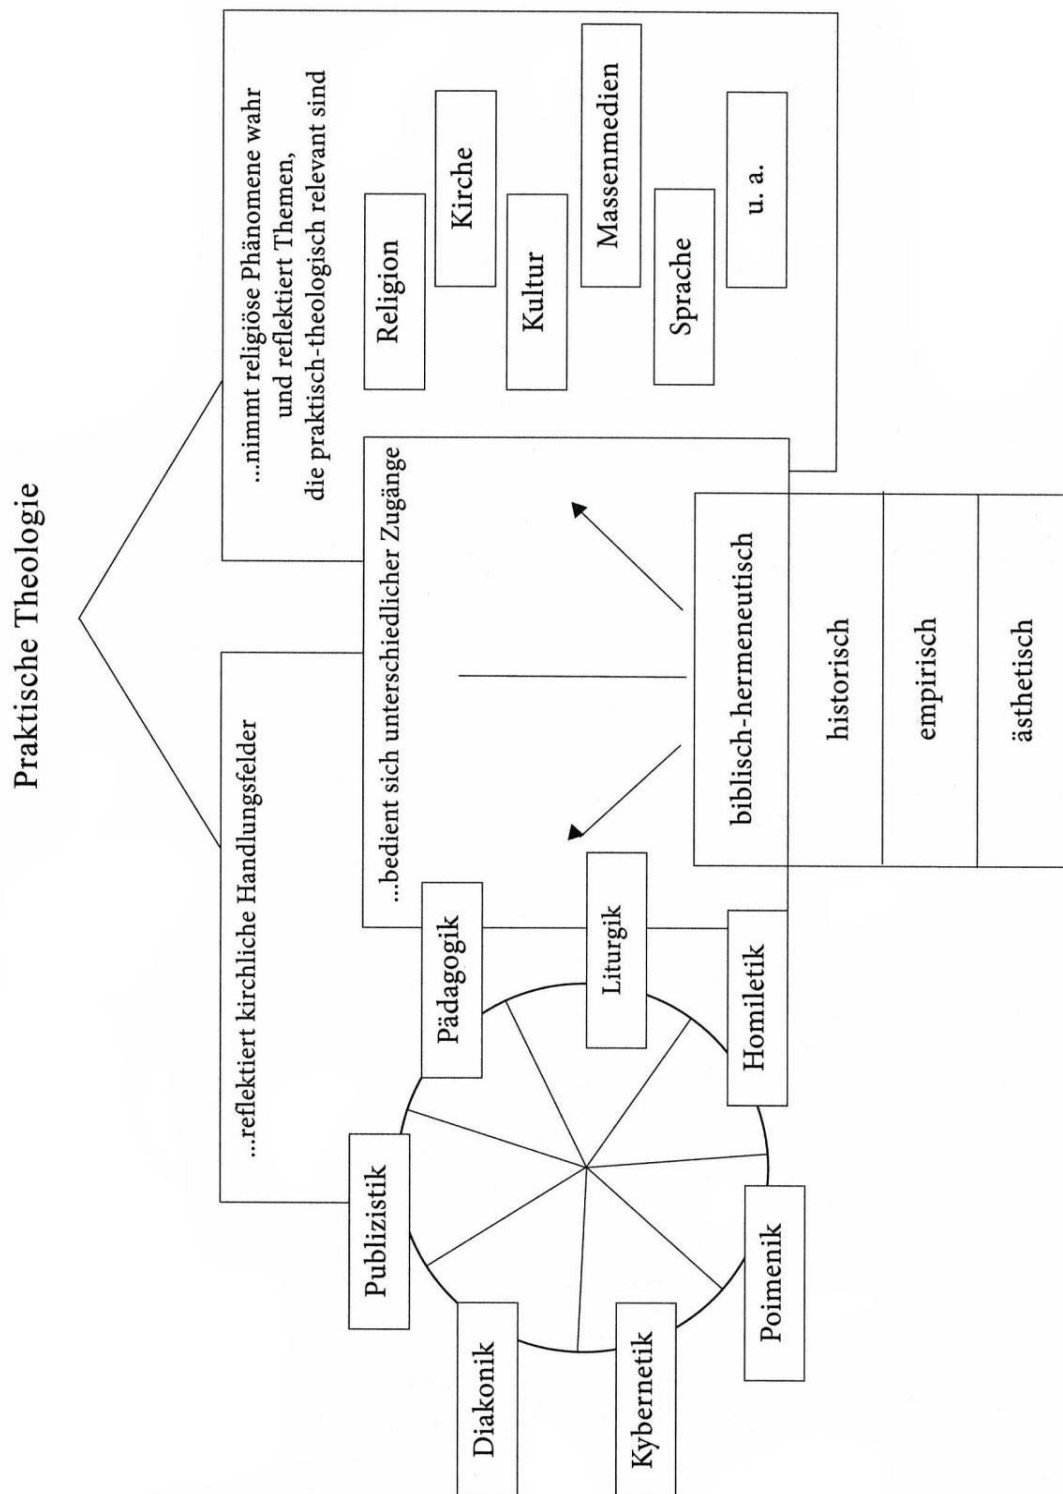 Praktische Theologie
...reflektiert kirchliche Handlungsfelder
...nimmt religiöse Phänomene wahr
und reflektiert Themen,
die praktisch-theologisch relevant sind
...bedient sich unterschiedlicher Zugänge
Publizistik
Pädagogik
Diakonik
Liturgik
Kybernetik
Homiletik
Poimenik
biblisch-hermeneutisch
historisch
empirisch
ästhetisch
Religion
Kirche
Kultur
Massenmedien
Sprache
u. a.